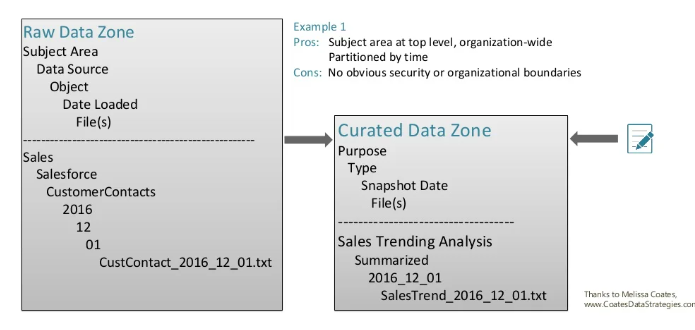 Raw Data Zone
Subject Area
Data Source
Object
Date Loaded
File(s)
----------------------------------------------------
Sales
Salesforce
CustomerContacts
2016
12
01
CustContact_2016_12_01.txt
Example 1
Pros: Subject area at top level, organization-wide
Partitioned by time
Cons: No obvious security or organizational boundaries
Curated Data Zone
Purpose
Type
Snapshot Date
File(s)
---------------------------------------
Sales Trending Analysis
Summarized
2016_12_01
SalesTrend_2016_12_01.txt
Thanks to Melissa Coates,
www.CoatesDataStrategies.com